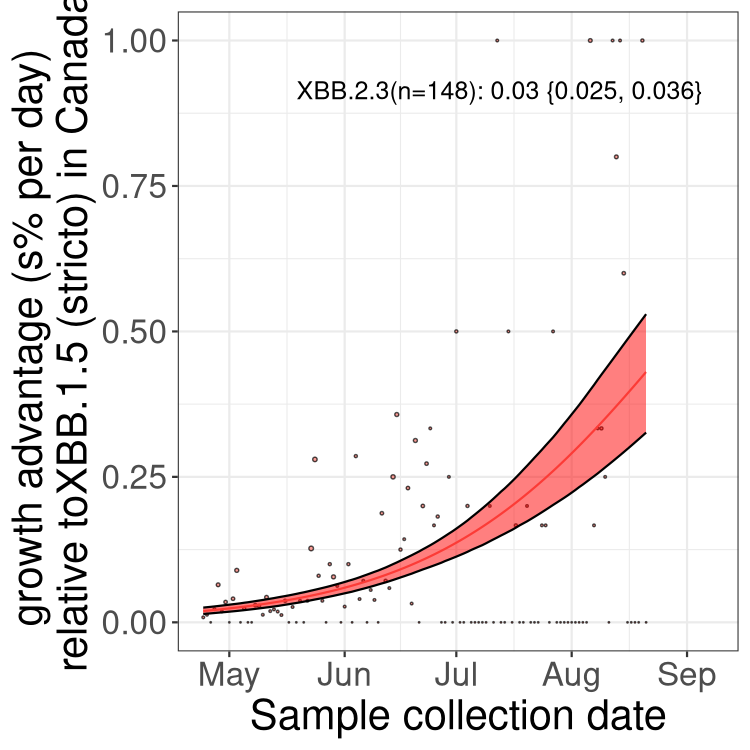 growth advantage (s% per day)
relative toXBB.1.5 (stricto) in Canada
1.00
0.75
0.50
0.25
0.00
XBB.2.3(n=148): 0.03 {0.025, 0.036}
May Jun Jul Aug Sep
Sample collection date